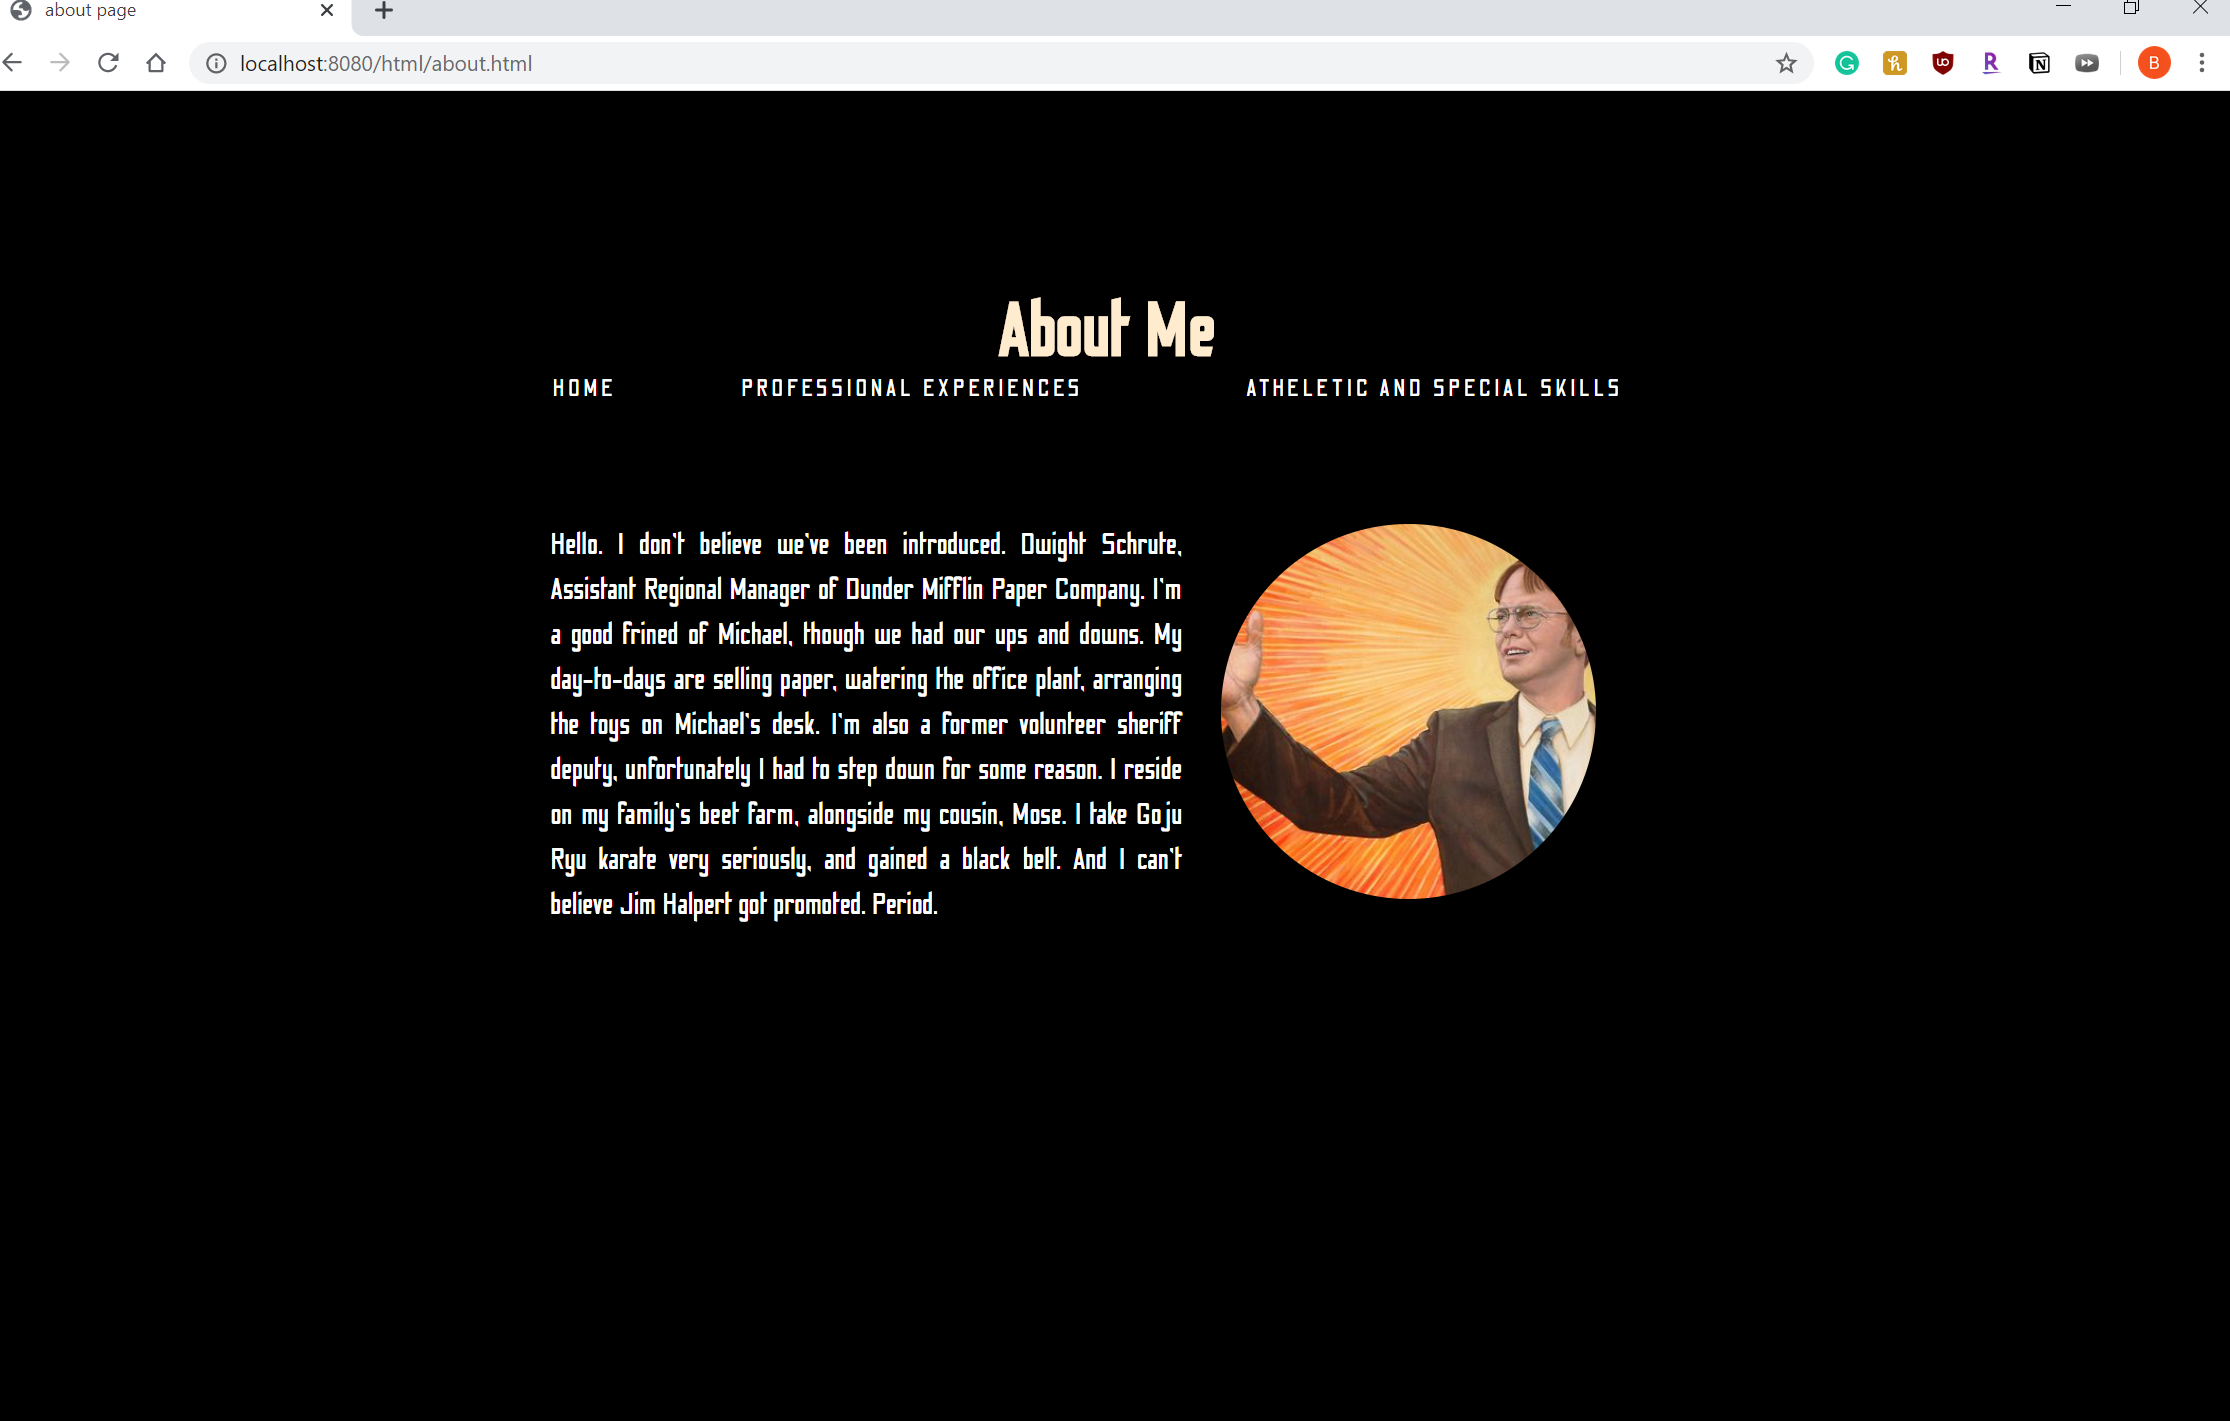 about page
localhost:8080/html/about.html
B
About Me
HOME PROFESSIONAL EXPERIENCES ATHELETIC AND SPECIAL SKILLS
Hello. I don't believe we've been introduced. Dwight Schrute,
Assistant Regional Manager of Dunder Mifflin Paper Company. I'm
a good frined of Michael, though we had our ups and downs. My
day-to-days are selling paper, watering the office plant, arranging
the toys on Michael's desk. I'm also a former volunteer sheriff
deputy, unfortunately I had to step down for some reason. I reside
on my family's beet farm, alongside my cousin, Mose. I take Goju
Ryu karate very seriously, and gained a black belt. And I can't
believe Jim Halpert got promoted. Period.